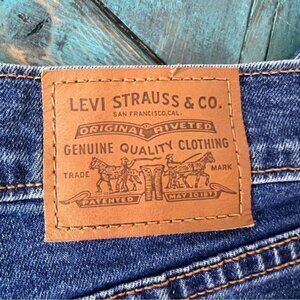 LEVI STRAUSS & CO.
SAN FRANCISCO, CAL.
ORIGINAL RIVETED
GENUINE QUALITY CLOTHING
TRADE MARK
PATENTED MAY 20 1873